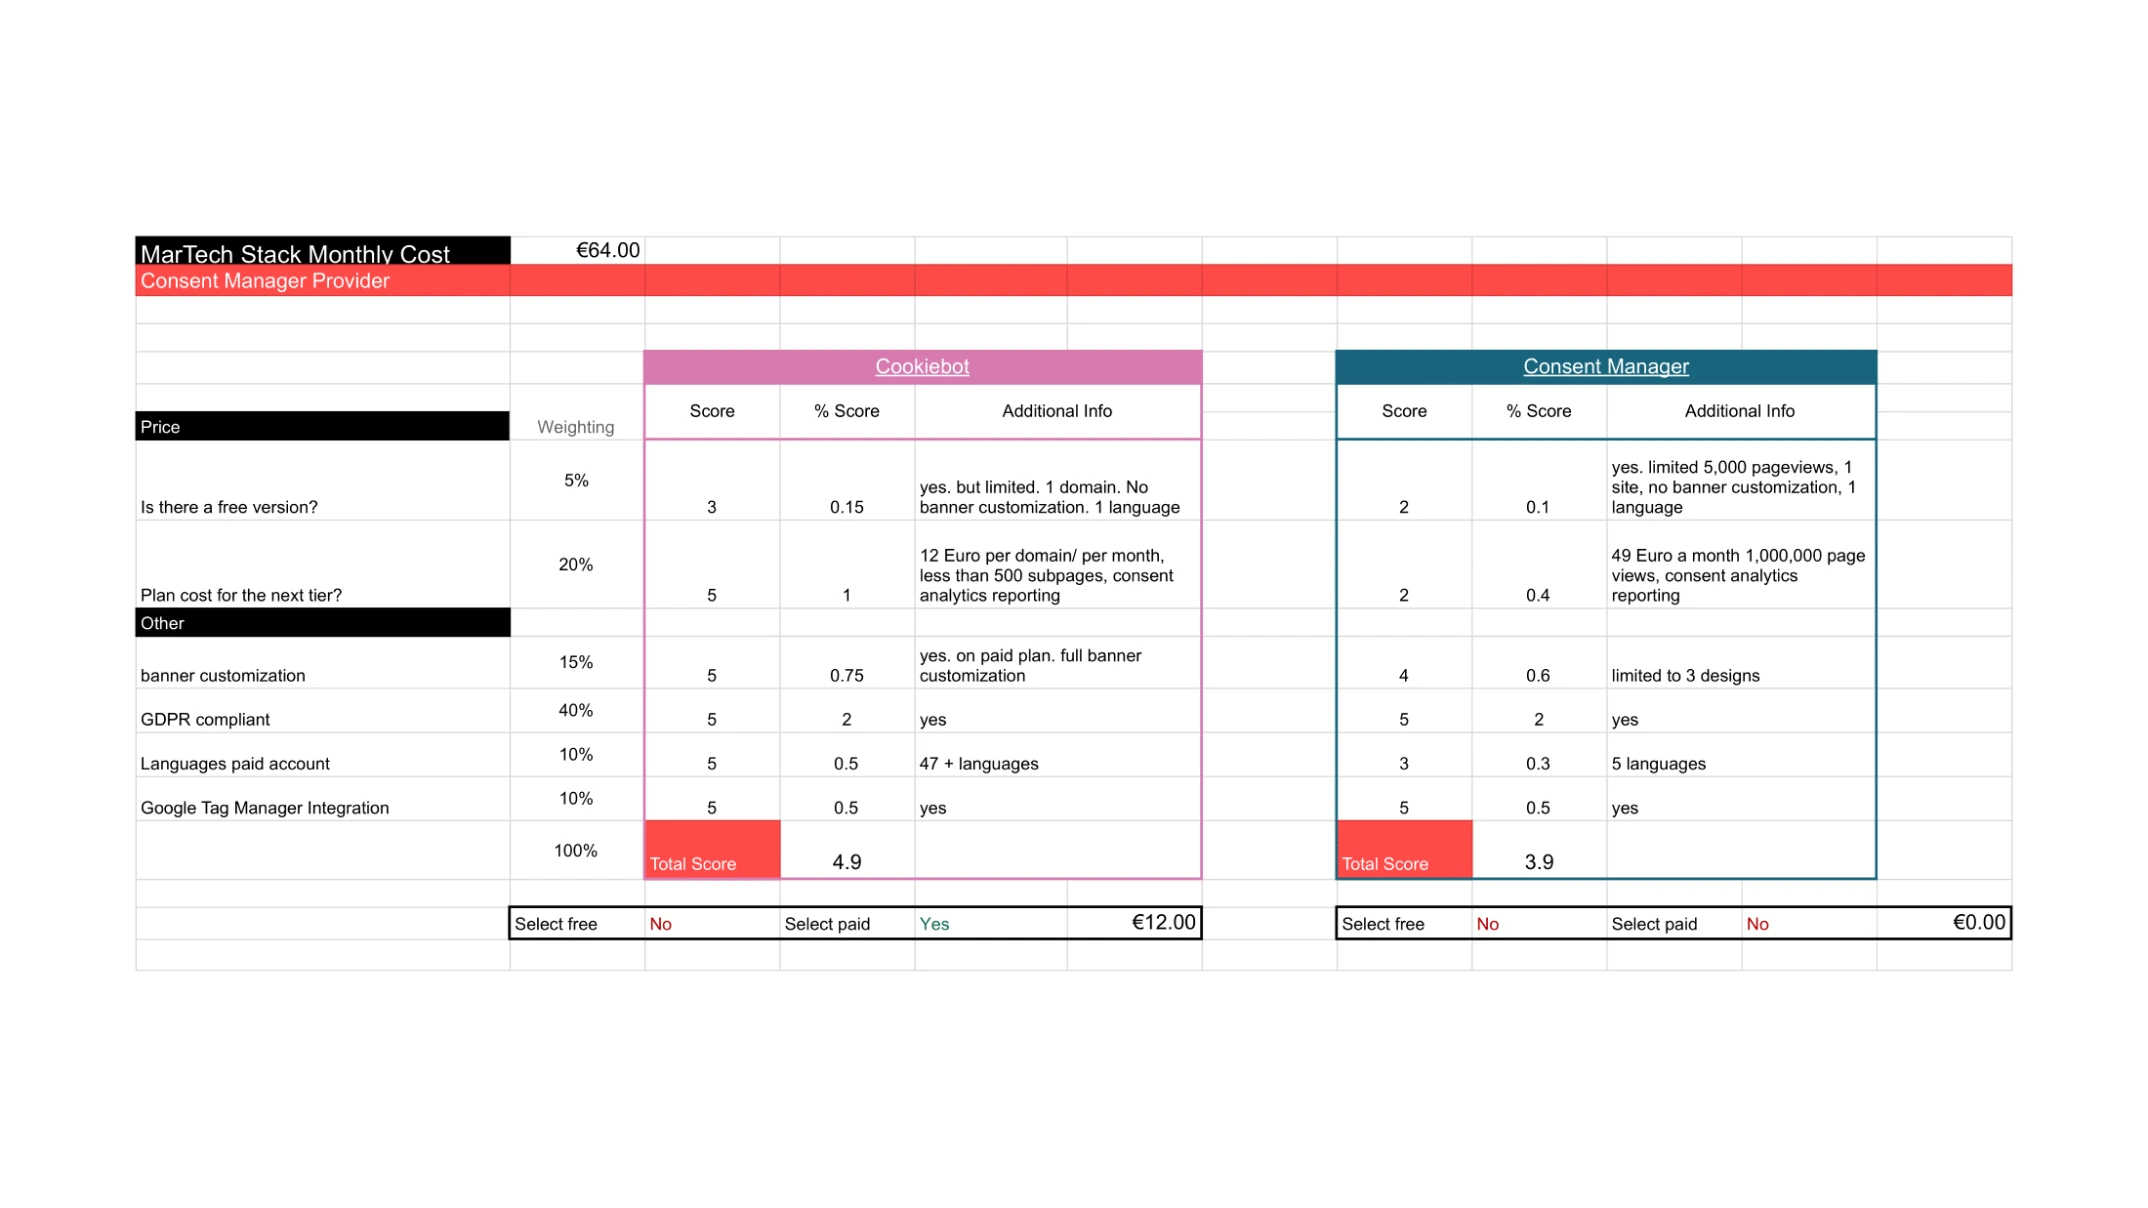 MarTech Stack Monthly Cost €64.00
Consent Manager Provider
Cookiebot Consent Manager
Score % Score Additional Info Score % Score Additional Info
Price Weighting
5%
yes. limited 5,000 pageviews, 1
yes. but limited. 1 domain. No site, no banner customization, 1
Is there a free version? 3 0.15 banner customization. 1 language 2 0.1 language
12 Euro per domain/ per month, 49 Euro a month 1,000,000 page
20% less than 500 subpages, consent views, consent analytics
Plan cost for the next tier? 5 1 analytics reporting 2 0.4 reporting
Other
15% yes. on paid plan. full banner
banner customization 5 0.75 customization 4 0.6 limited to 3 designs
40%
GDPR compliant 5 2 yes 5 2 yes
10%
Languages paid account 5 0.5 47 + languages 3 0.3 5 languages
10%
Google Tag Manager Integration 5 0.5 yes 5 0.5 yes
100%
Total Score 4.9 Total Score 3.9
Select free No Select paid Yes €12.00 Select free No Select paid No €0.00